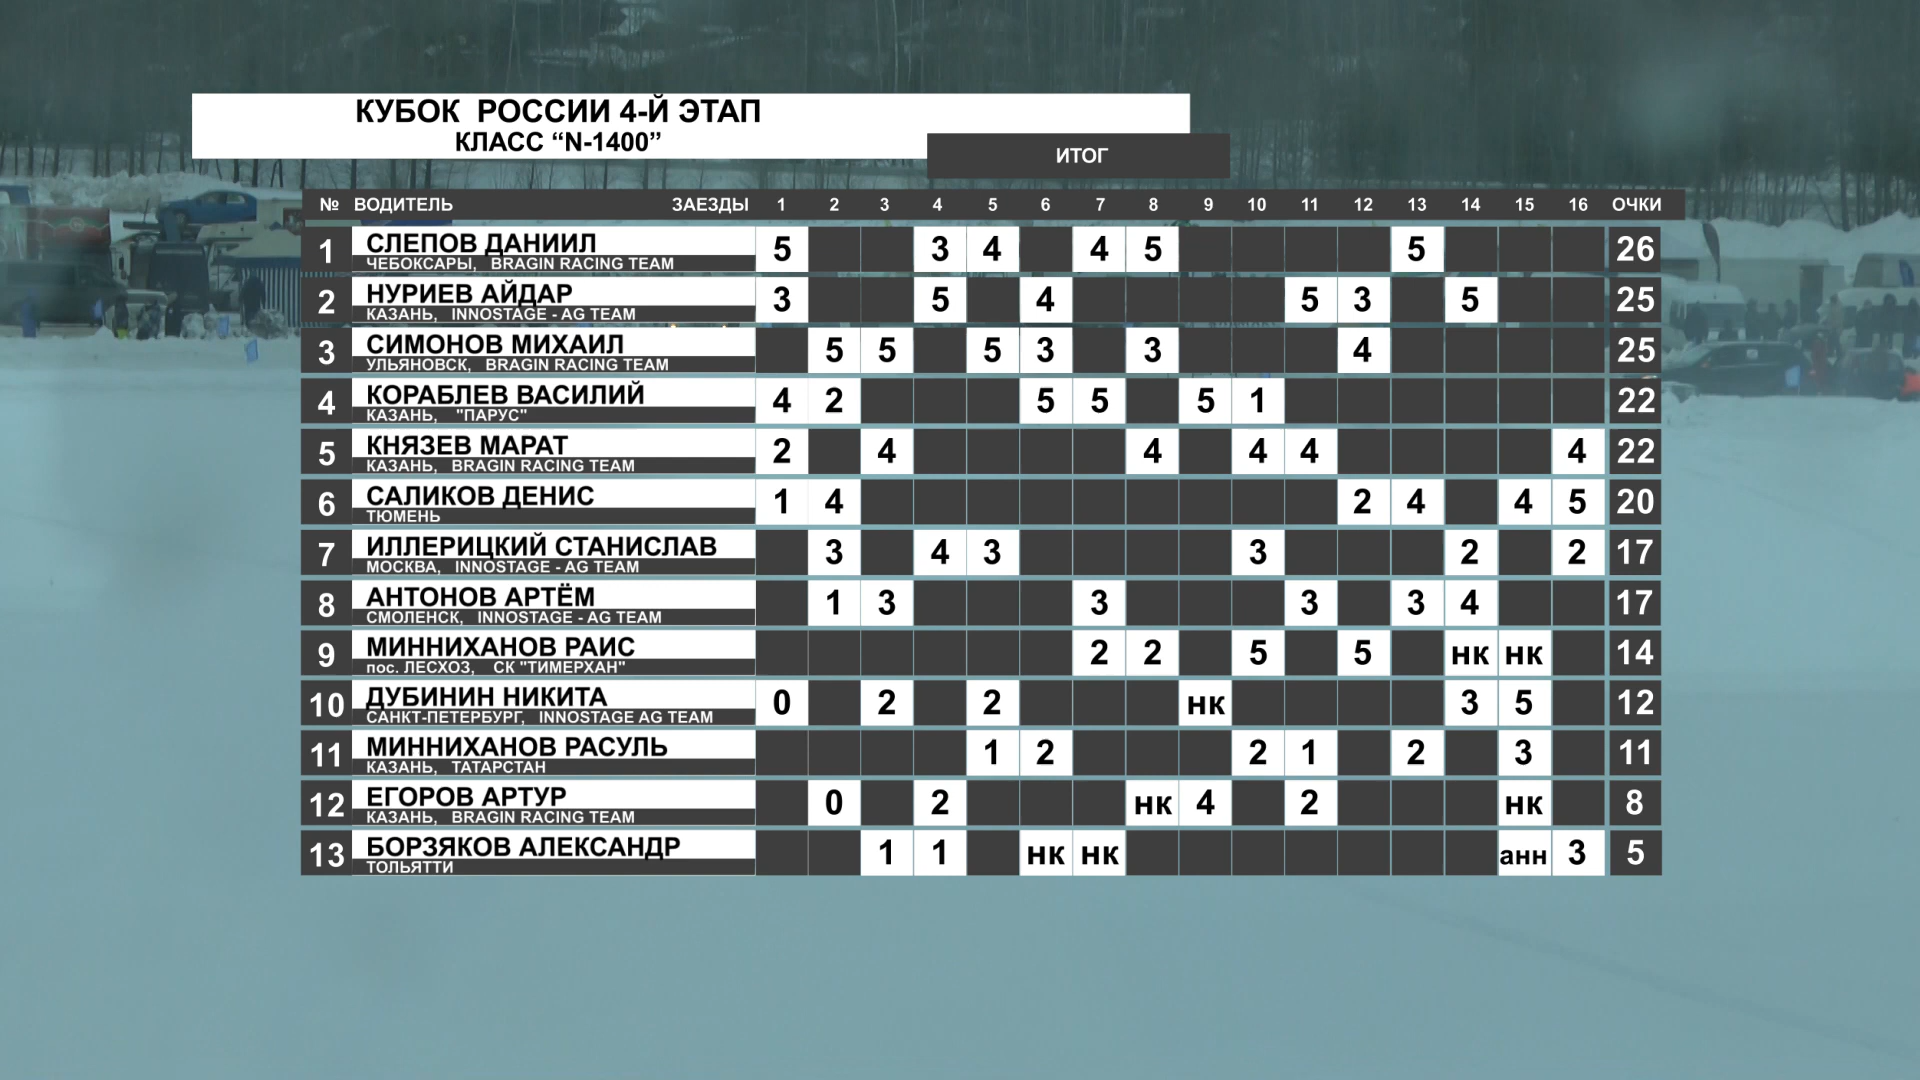 КУБОК РОССИИ 4-Й ЭТАП
КЛАСС “N-1400”
ИТОГ
№ ВОДИТЕЛЬ ЗАЕЗДЫ 1 2 3 4 5 6 7 8 9 10 11 12 13 14 15 16 ОЧКИ
1 СЛЕПОВ ДАНИИЛ 5 3 4 4 5 5 26
ЧЕБОКСАРЫ, BRAGIN RACING TEAM
2 НУРИЕВ АЙДАР 3 5 4 5 3 5 25
КАЗАНЬ, INNOSTAGE - AG TEAM
3 СИМОНОВ МИХАИЛ 5 5 5 3 3 4 25
УЛЬЯНОВСК, BRAGIN RACING TEAM
4 КОРАБЛЕВ ВАСИЛИЙ 4 2 5 5 5 1 22
КАЗАНЬ, "ПАРУС"
5 КНЯЗЕВ МАРАТ 2 4 4 4 4 4 22
КАЗАНЬ, BRAGIN RACING TEAM
6 САЛИКОВ ДЕНИС 1 4 2 4 4 5 20
ТЮМЕНЬ
7 ИЛЛЕРИЦКИЙ СТАНИСЛАВ 3 4 3 3 2 2 17
МОСКВА, INNOSTAGE - AG TEAM
8 АНТОНОВ АРТЁМ 1 3 3 3 3 4 17
СМОЛЕНСК, INNOSTAGE - AG TEAM
9 МИННИХАНОВ РАИС 2 2 5 5 нк нк 14
пос. ЛЕСХОЗ, СК "ТИМЕРХАН"
10 ДУБИНИН НИКИТА 0 2 2 нк 3 5 12
САНКТ-ПЕТЕРБУРГ, INNOSTAGE AG TEAM
11 МИННИХАНОВ РАСУЛЬ 1 2 2 1 2 3 11
КАЗАНЬ, ТАТАРСТАН
12 ЕГОРОВ АРТУР 0 2 нк 4 2 нк 8
КАЗАНЬ, BRAGIN RACING TEAM
13 БОРЗЯКОВ АЛЕКСАНДР 1 1 нк нк анн 3 5
ТОЛЬЯТТИ